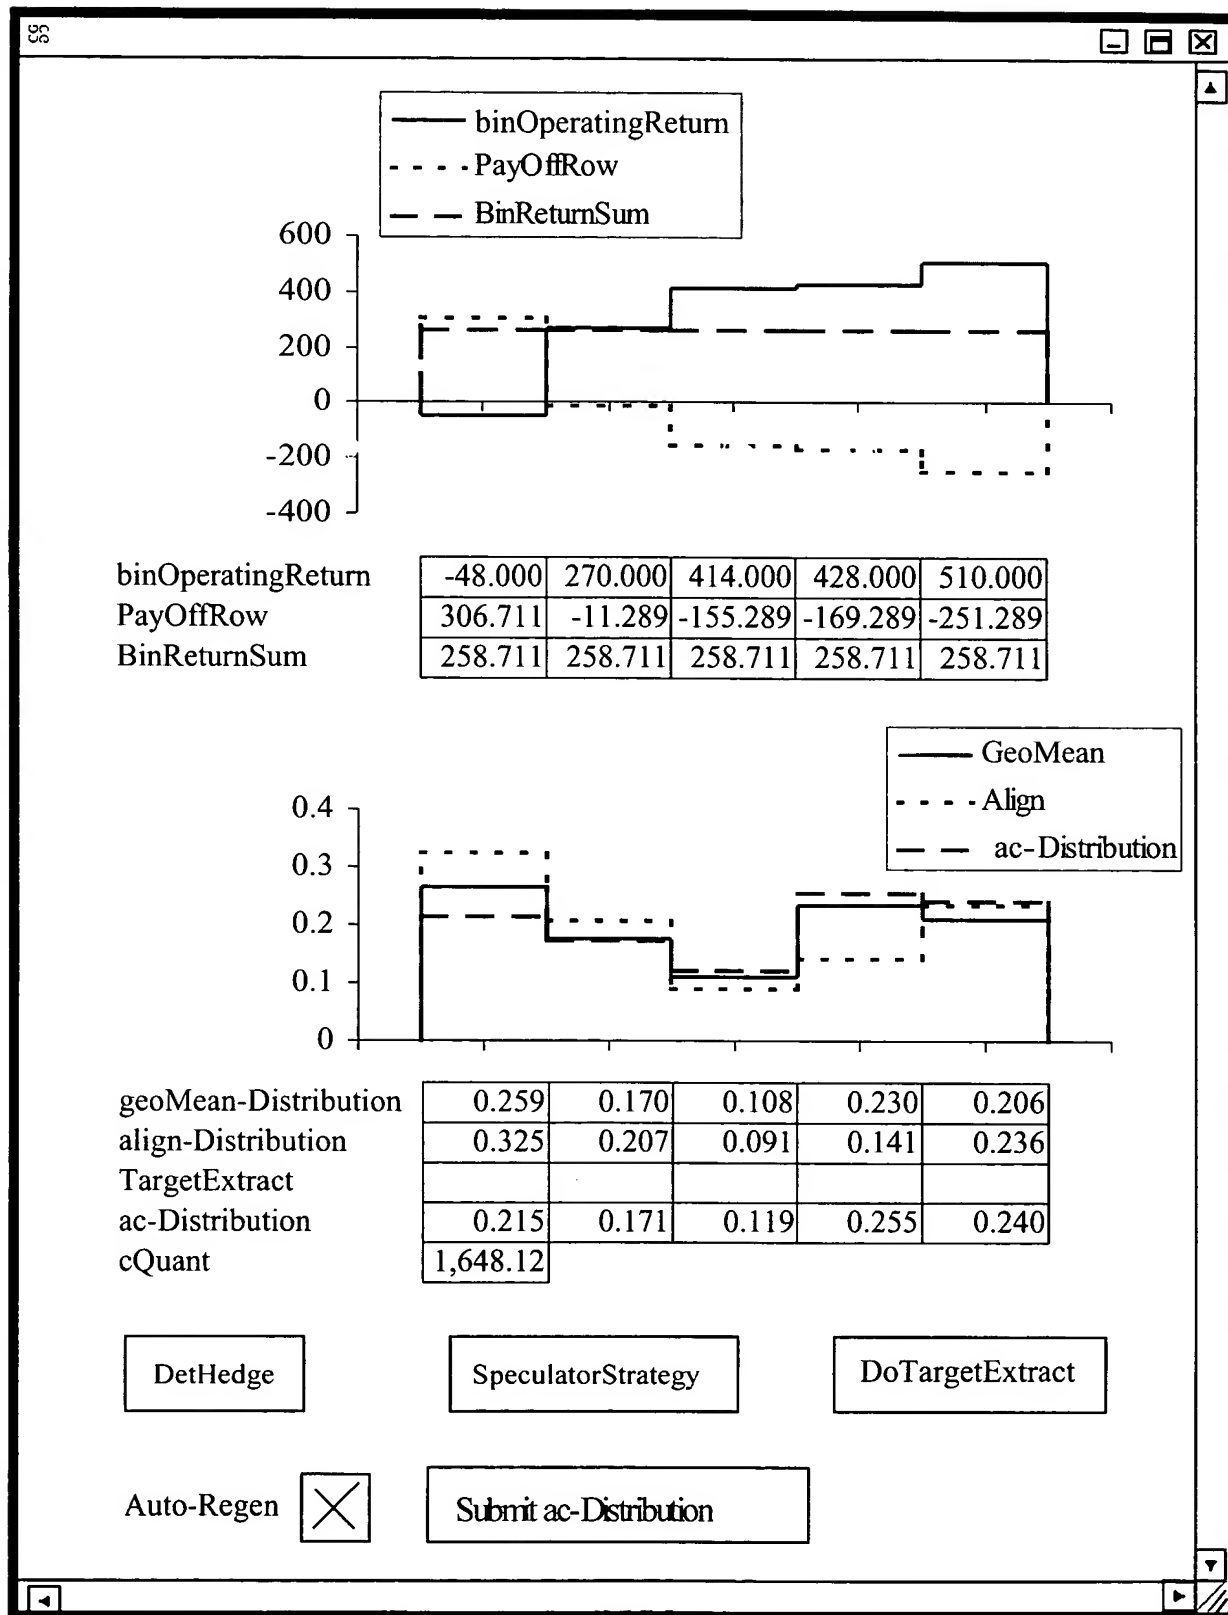 binOperatingReturn
PayOffRow
BinReturnSum
600
400
200
0
-200
-400
binOperatingReturn -48.000 270.000 414.000 428.000 510.000
PayOffRow 306.711 -11.289 -155.289 -169.289 -251.289
BinReturnSum 258.711 258.711 258.711 258.711 258.711
GeoMean
Align
ac-Distribution
0.4
0.3
0.2
0.1
0
geoMean-Distribution 0.259 0.170 0.108 0.230 0.206
align-Distribution 0.325 0.207 0.091 0.141 0.236
TargetExtract
ac-Distribution 0.215 0.171 0.119 0.255 0.240
cQuant 1,648.12
DetHedge SpeculatorStrategy DoTargetExtract
Auto-Regen Submit ac-Distribution